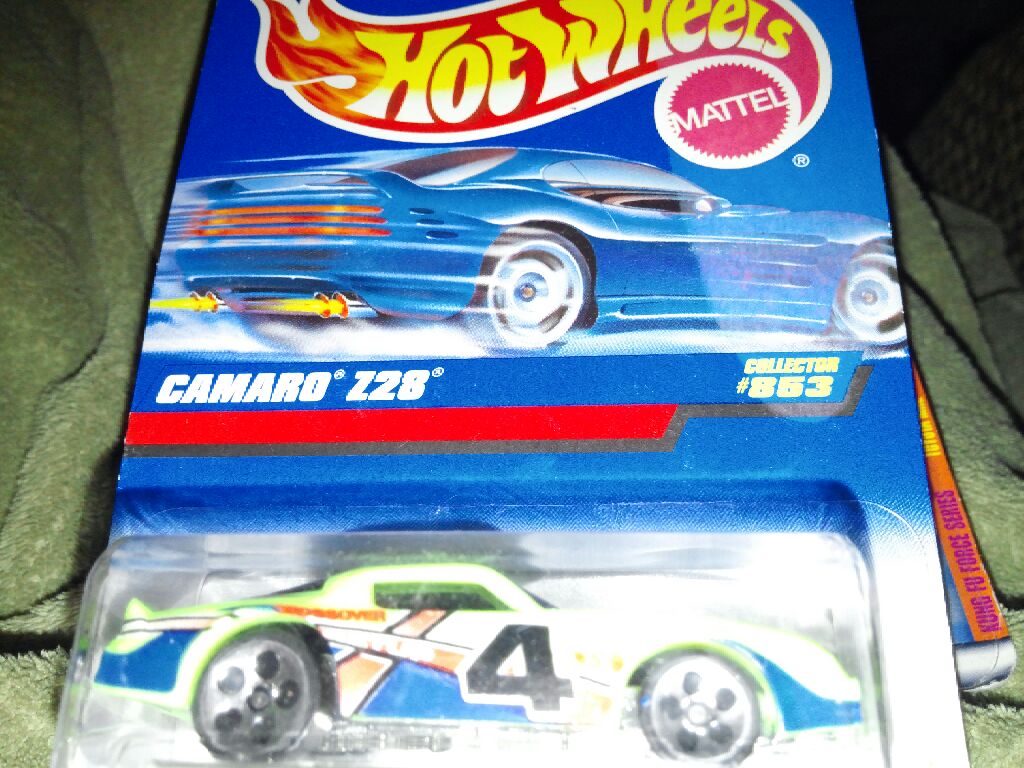 HOT WHEELS
MATTEL
®
CAMARO® Z28®
COLLECTOR
#853
4
KUNG FU FORCE SERIES